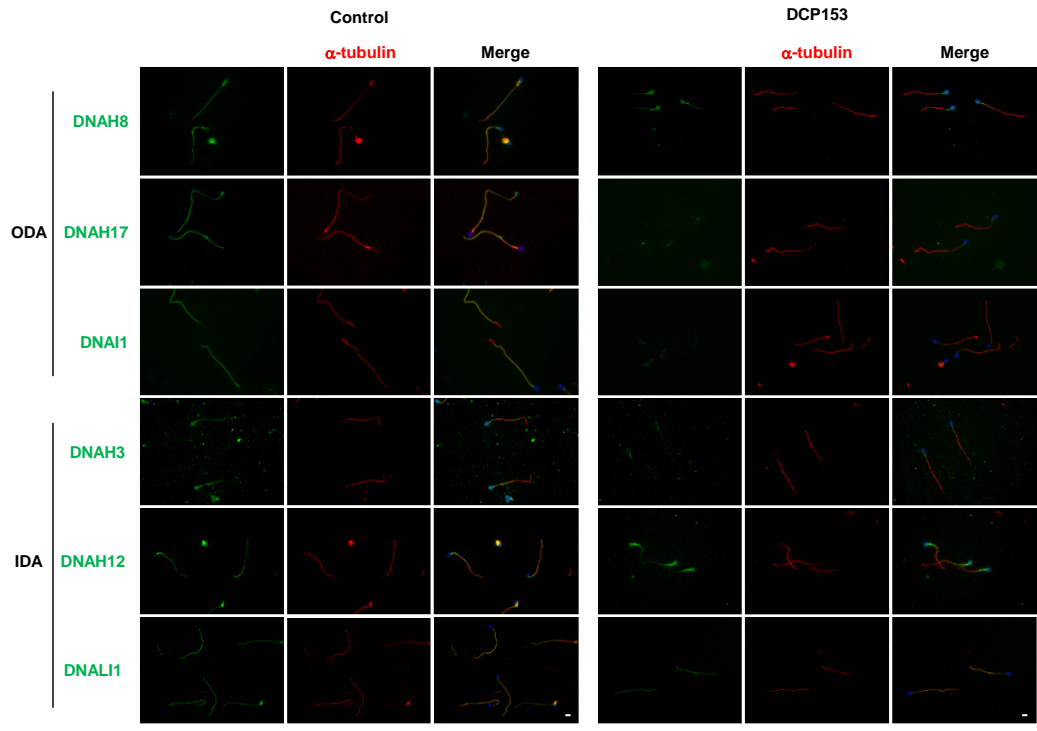 Control
DCP153
α-tubulin
Merge
α-tubulin
Merge
DNAH8
ODA
DNAH17
DNAI1
DNAH3
IDA
DNAH12
DNALI1